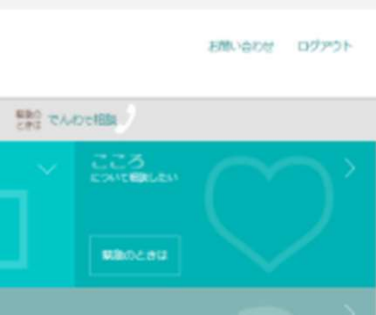 お問い合わせ ログアウト
緊急の
ときは
でんわで相談
こころ
について相談したい
緊急のときは